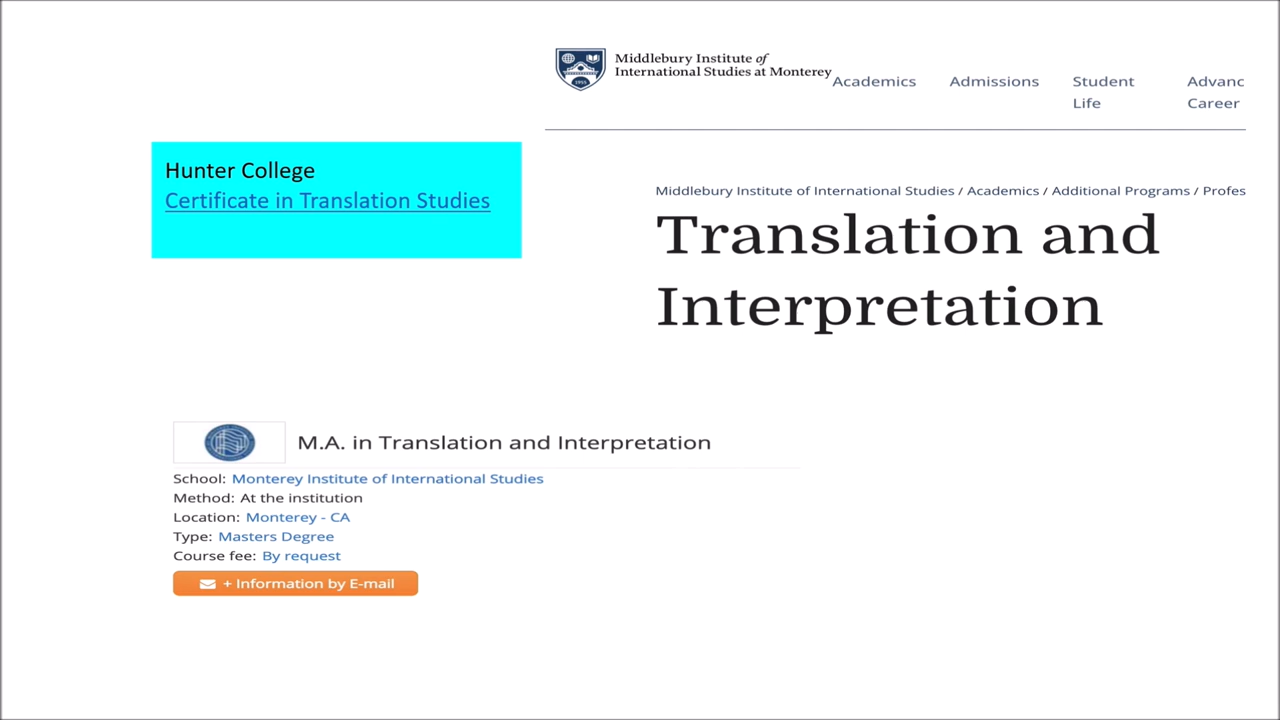 Middlebury Institute of
International Studies at Monterey
Academics Admissions Student Life Advanc Career
Hunter College
Certificate in Translation Studies
Middlebury Institute of International Studies / Academics / Additional Programs / Profes
Translation and
Interpretation
M.A. in Translation and Interpretation
School: Monterey Institute of International Studies
Method: At the institution
Location: Monterey - CA
Type: Masters Degree
Course fee: By request
+ Information by E-mail
1955